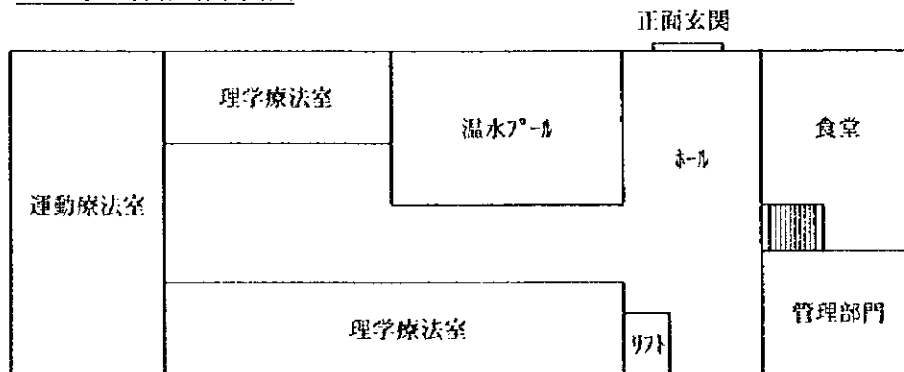 正面玄関
理学療法室
温水プール
食堂
ホール
運動療法室
管理部門
理学療法室
リフト